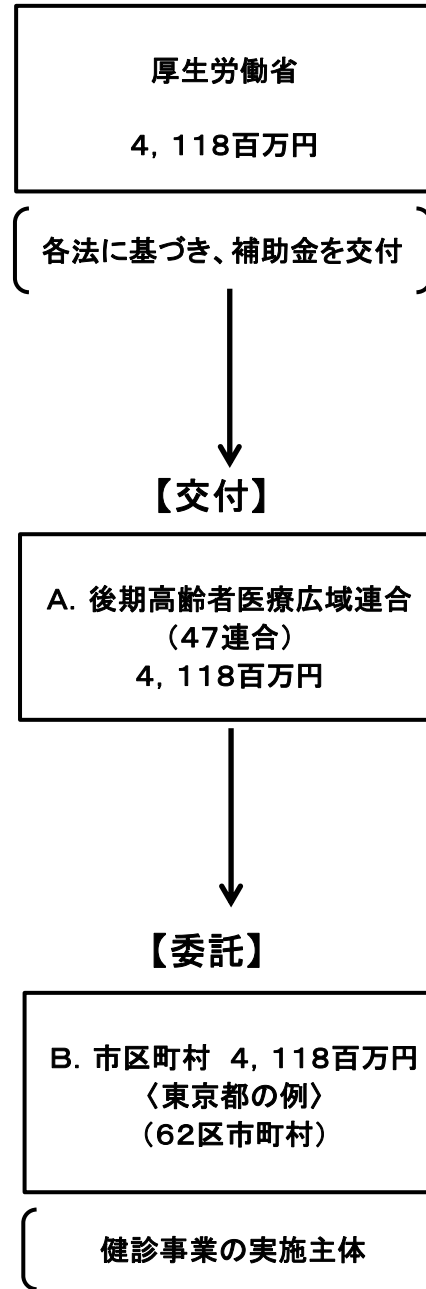 厚生労働省
4，118百万円
各法に基づき、補助金を交付
【交付】
A．後期高齢者医療広域連合
（47連合）
4，118百万円
【委託】
B．市区町村　4，118百万円
〈東京都の例〉
（62区市町村）
健診事業の実施主体